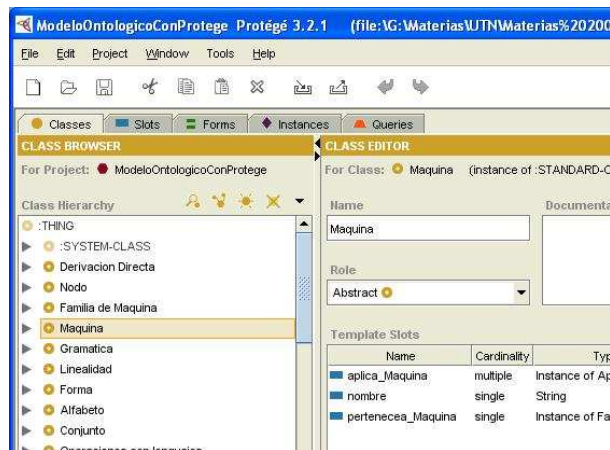 ModeloOntologicoConProtege Protégé 3.2.1 (file:\G:\Materias\UTN\Materias%20200
File Edit Project Window Tools Help
Classes Slots Forms Instances Queries
CLASS BROWSER
For Project: ModeloOntologicoConProtege
Class Hierarchy
:THING
:SYSTEM-CLASS
Derivacion Directa
Nodo
Familia de Maquina
Maquina
Gramatica
Linealidad
Forma
Alfabeto
Conjunto
CLASS EDITOR
For Class: Maquina (instance of :STANDARD-C
Name Documenta
Maquina
Role
Abstract
Template Slots
Name Cardinality Typ
aplica_Maquina multiple Instance of Ap
nombre single String
pertenecea_Maquina single Instance of Fa